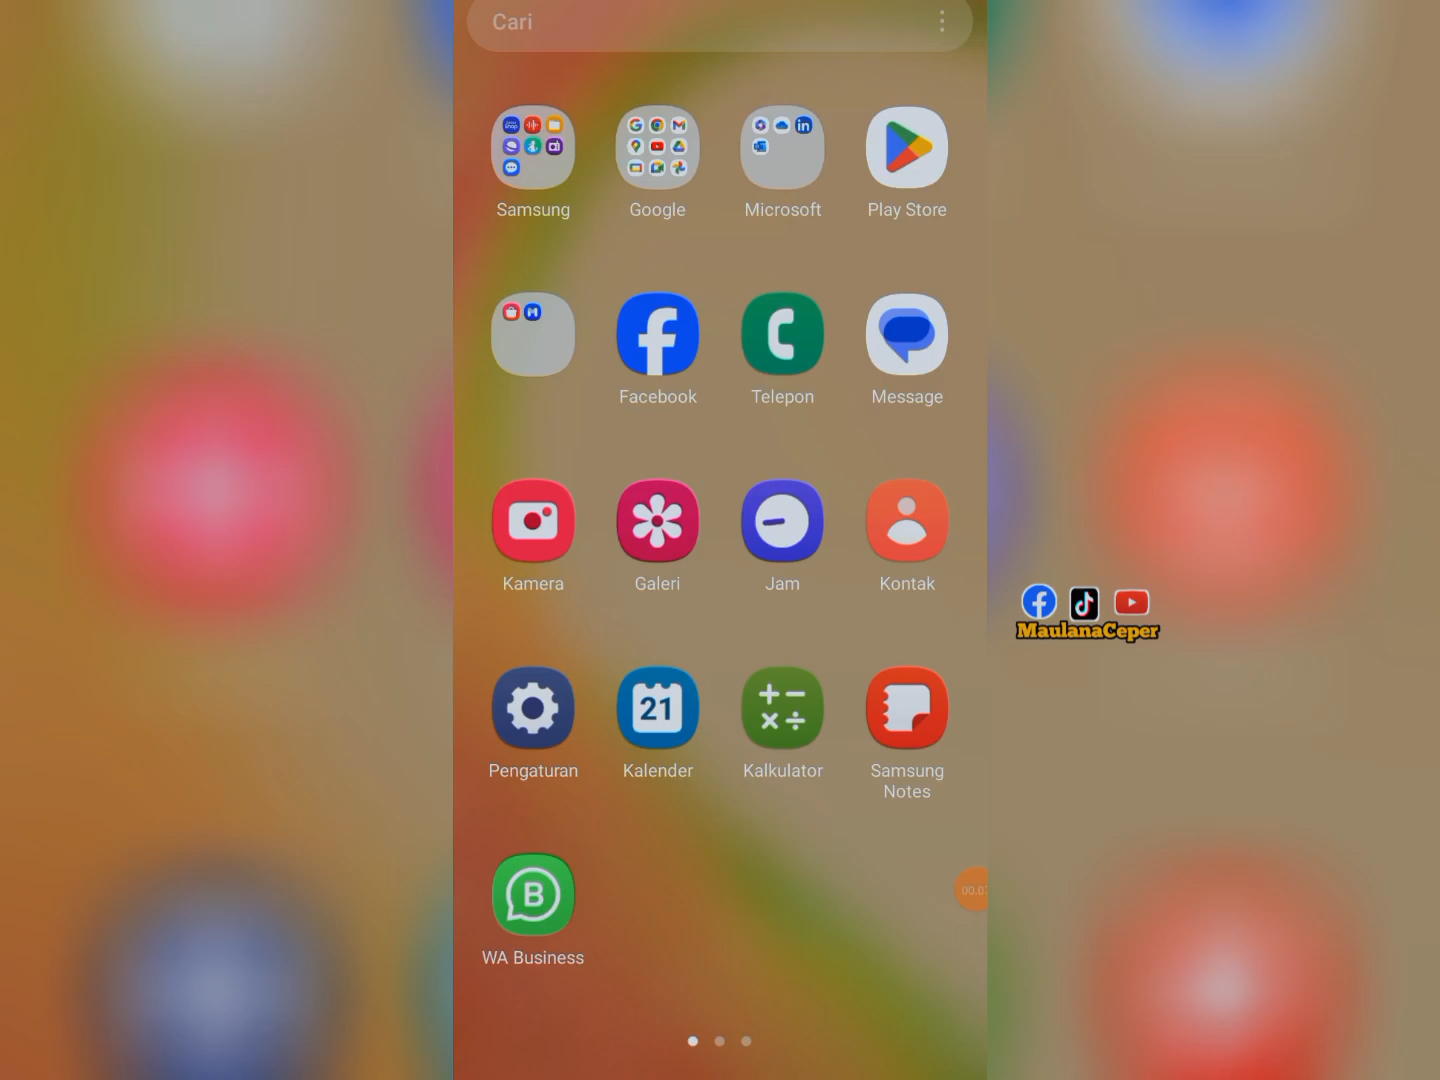 Cari
Samsung
Google
Microsoft
Play Store
Facebook
Telepon
Message
Kamera
Galeri
Jam
Kontak
MaulanaCeper
Pengaturan
21
Kalender
Kalkulator
Samsung
Notes
B
WA Business